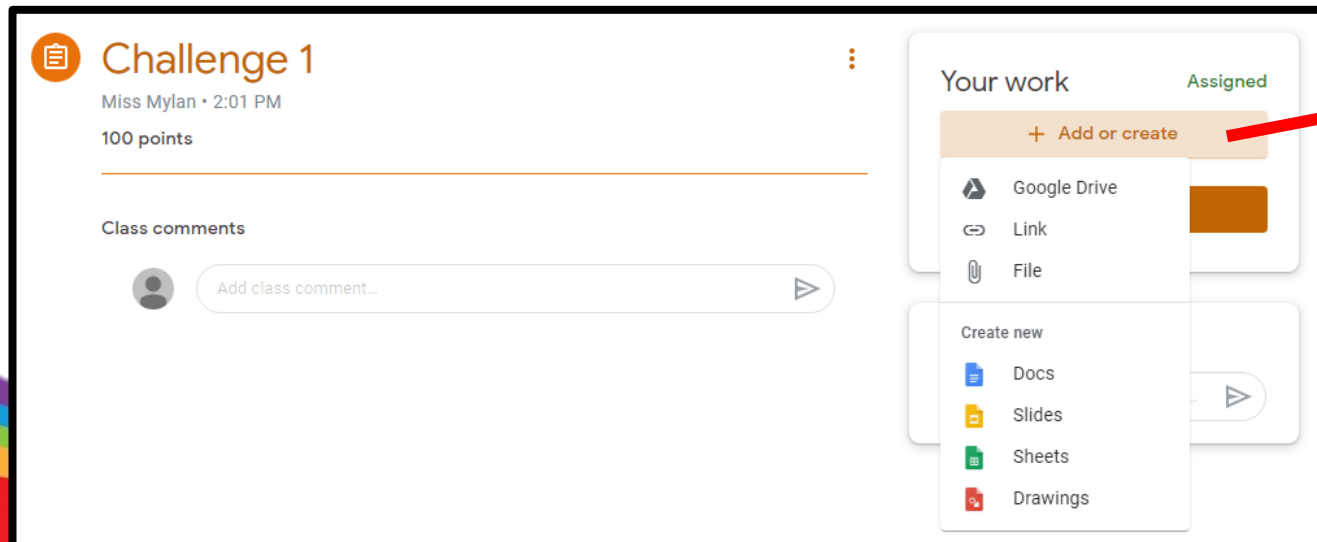 Challenge 1
Miss Mylan • 2:01 PM
100 points
Class comments
Add class comment...
Your work
Assigned
+ Add or create
Google Drive
Link
File
Create new
Docs
Slides
Sheets
Drawings